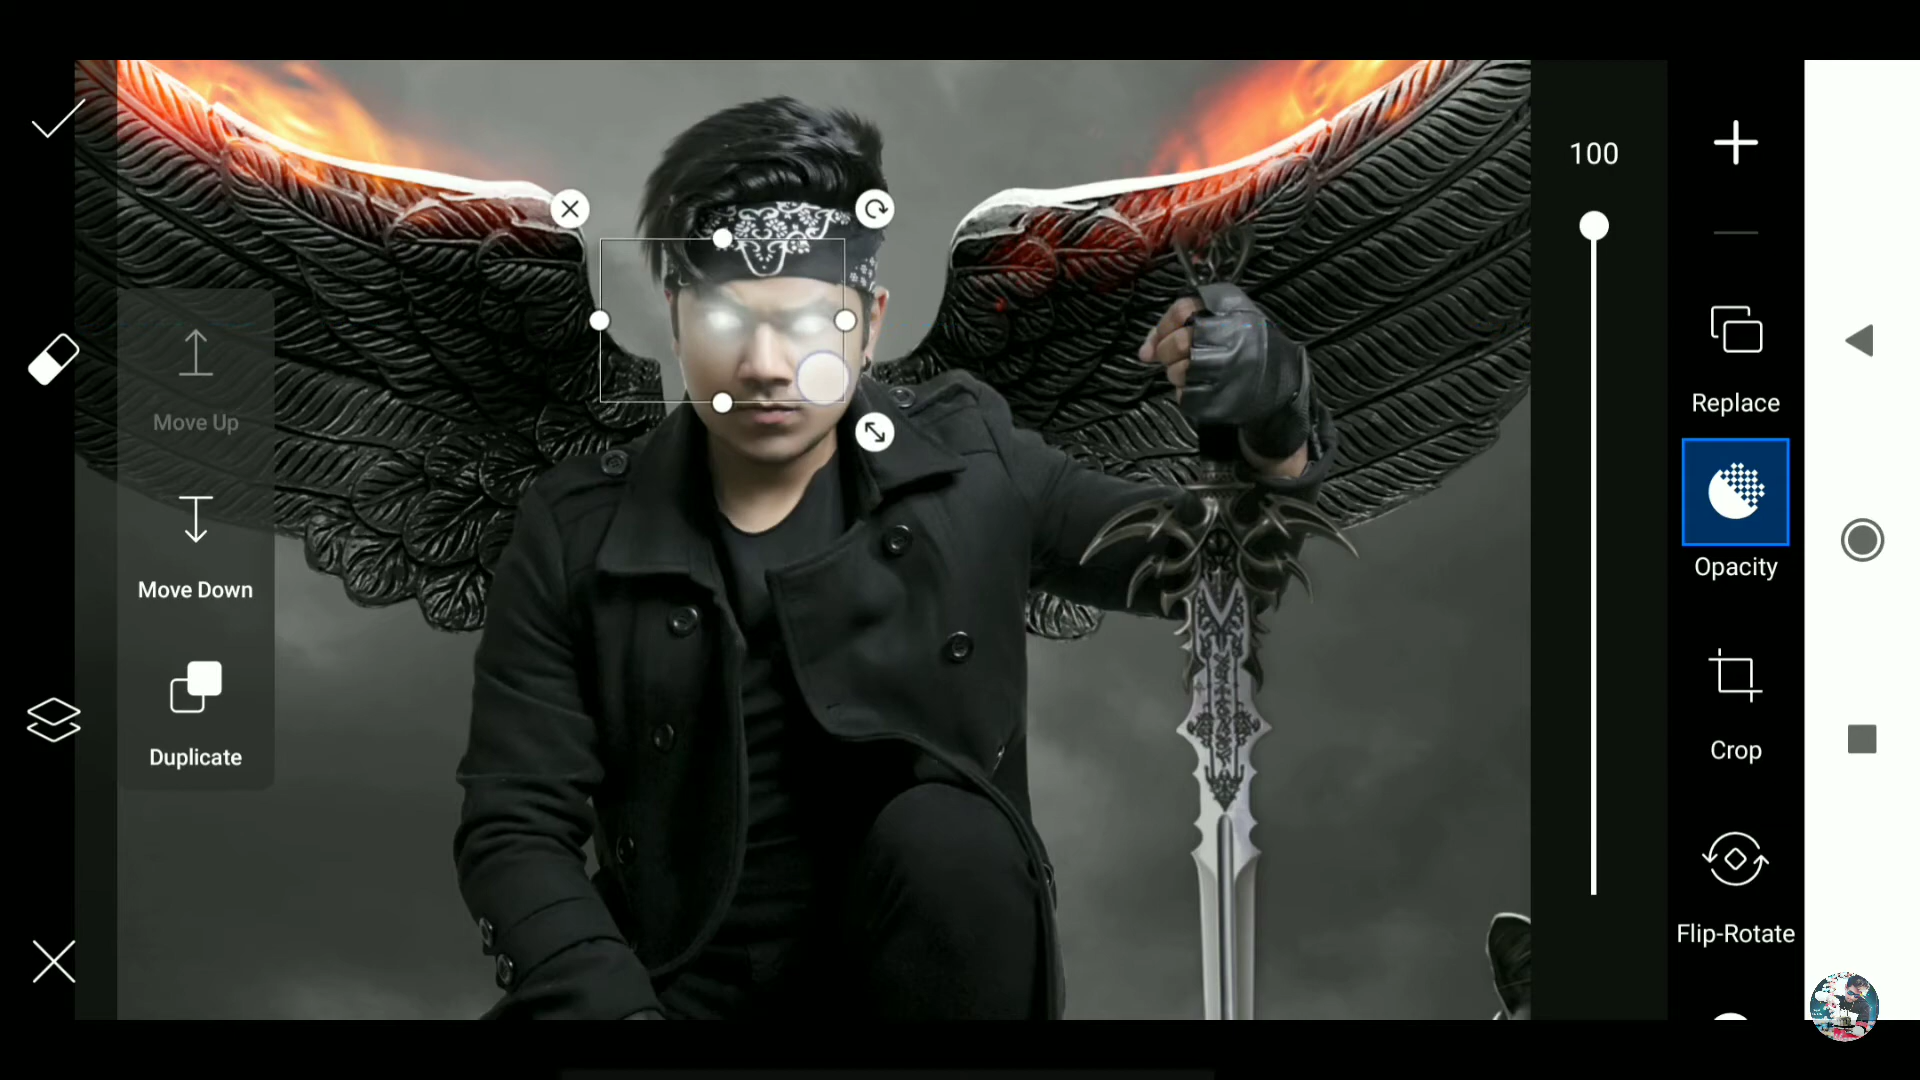 100
Move Up
Replace
Opacity
Move Down
Duplicate
Crop
Flip-Rotate